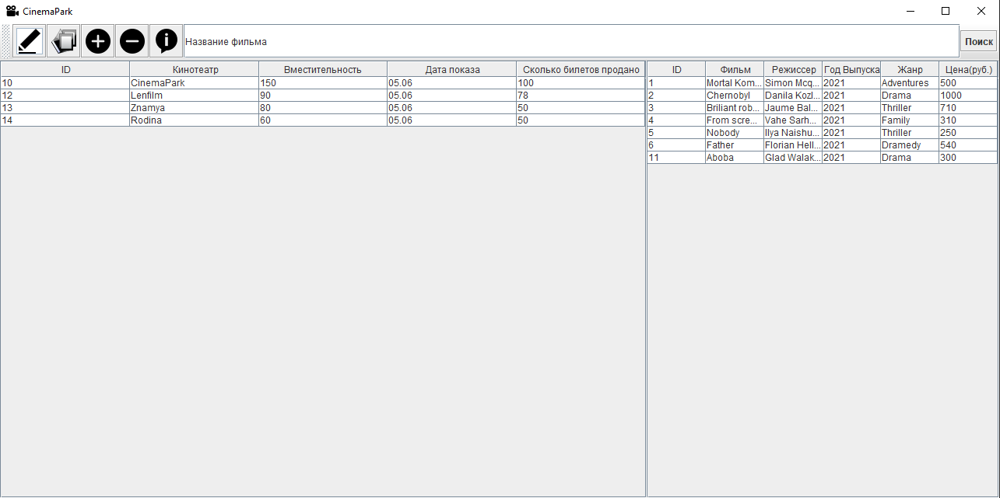 CinemaPark
Название фильма
Поиск
ID Кинотеатр Вместительность Дата показа Сколько билетов продано
10 CinemaPark 150 05.06 100
12 Lenfilm 90 05.06 78
13 Znamya 80 05.06 50
14 Rodina 60 05.06 50
ID Фильм Режиссер Год Выпуска Жанр Цена(руб.)
1 Mortal Kom... Simon Mcq... 2021 Adventures 500
2 Chernobyl Danila Kozl... 2021 Drama 1000
3 Briliant rob... Jaume Bal... 2021 Thriller 710
4 From scre... Vahe Sarh... 2021 Family 310
5 Nobody Ilya Naishu... 2021 Thriller 250
6 Father Florian Hell... 2021 Dramedy 540
11 Aboba Glad Walak... 2021 Drama 300